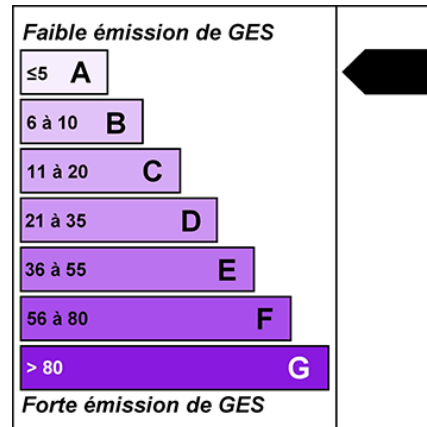 Faible émission de GES
≤5 A
6 à 10 B
11 à 20 C
21 à 35 D
36 à 55 E
56 à 80 F
> 80 G
Forte émission de GES